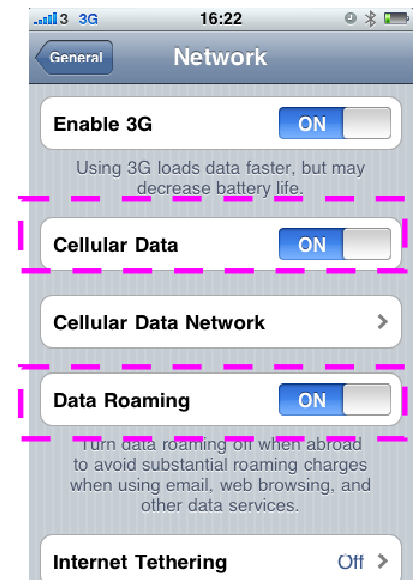 3 3G 16:22
General Network
Enable 3G ON
Using 3G loads data faster, but may
decrease battery life.
Cellular Data ON
Cellular Data Network
Data Roaming ON
Turn data roaming off when abroad
to avoid substantial roaming charges
when using email, web browsing, and
other data services.
Internet Tethering Off